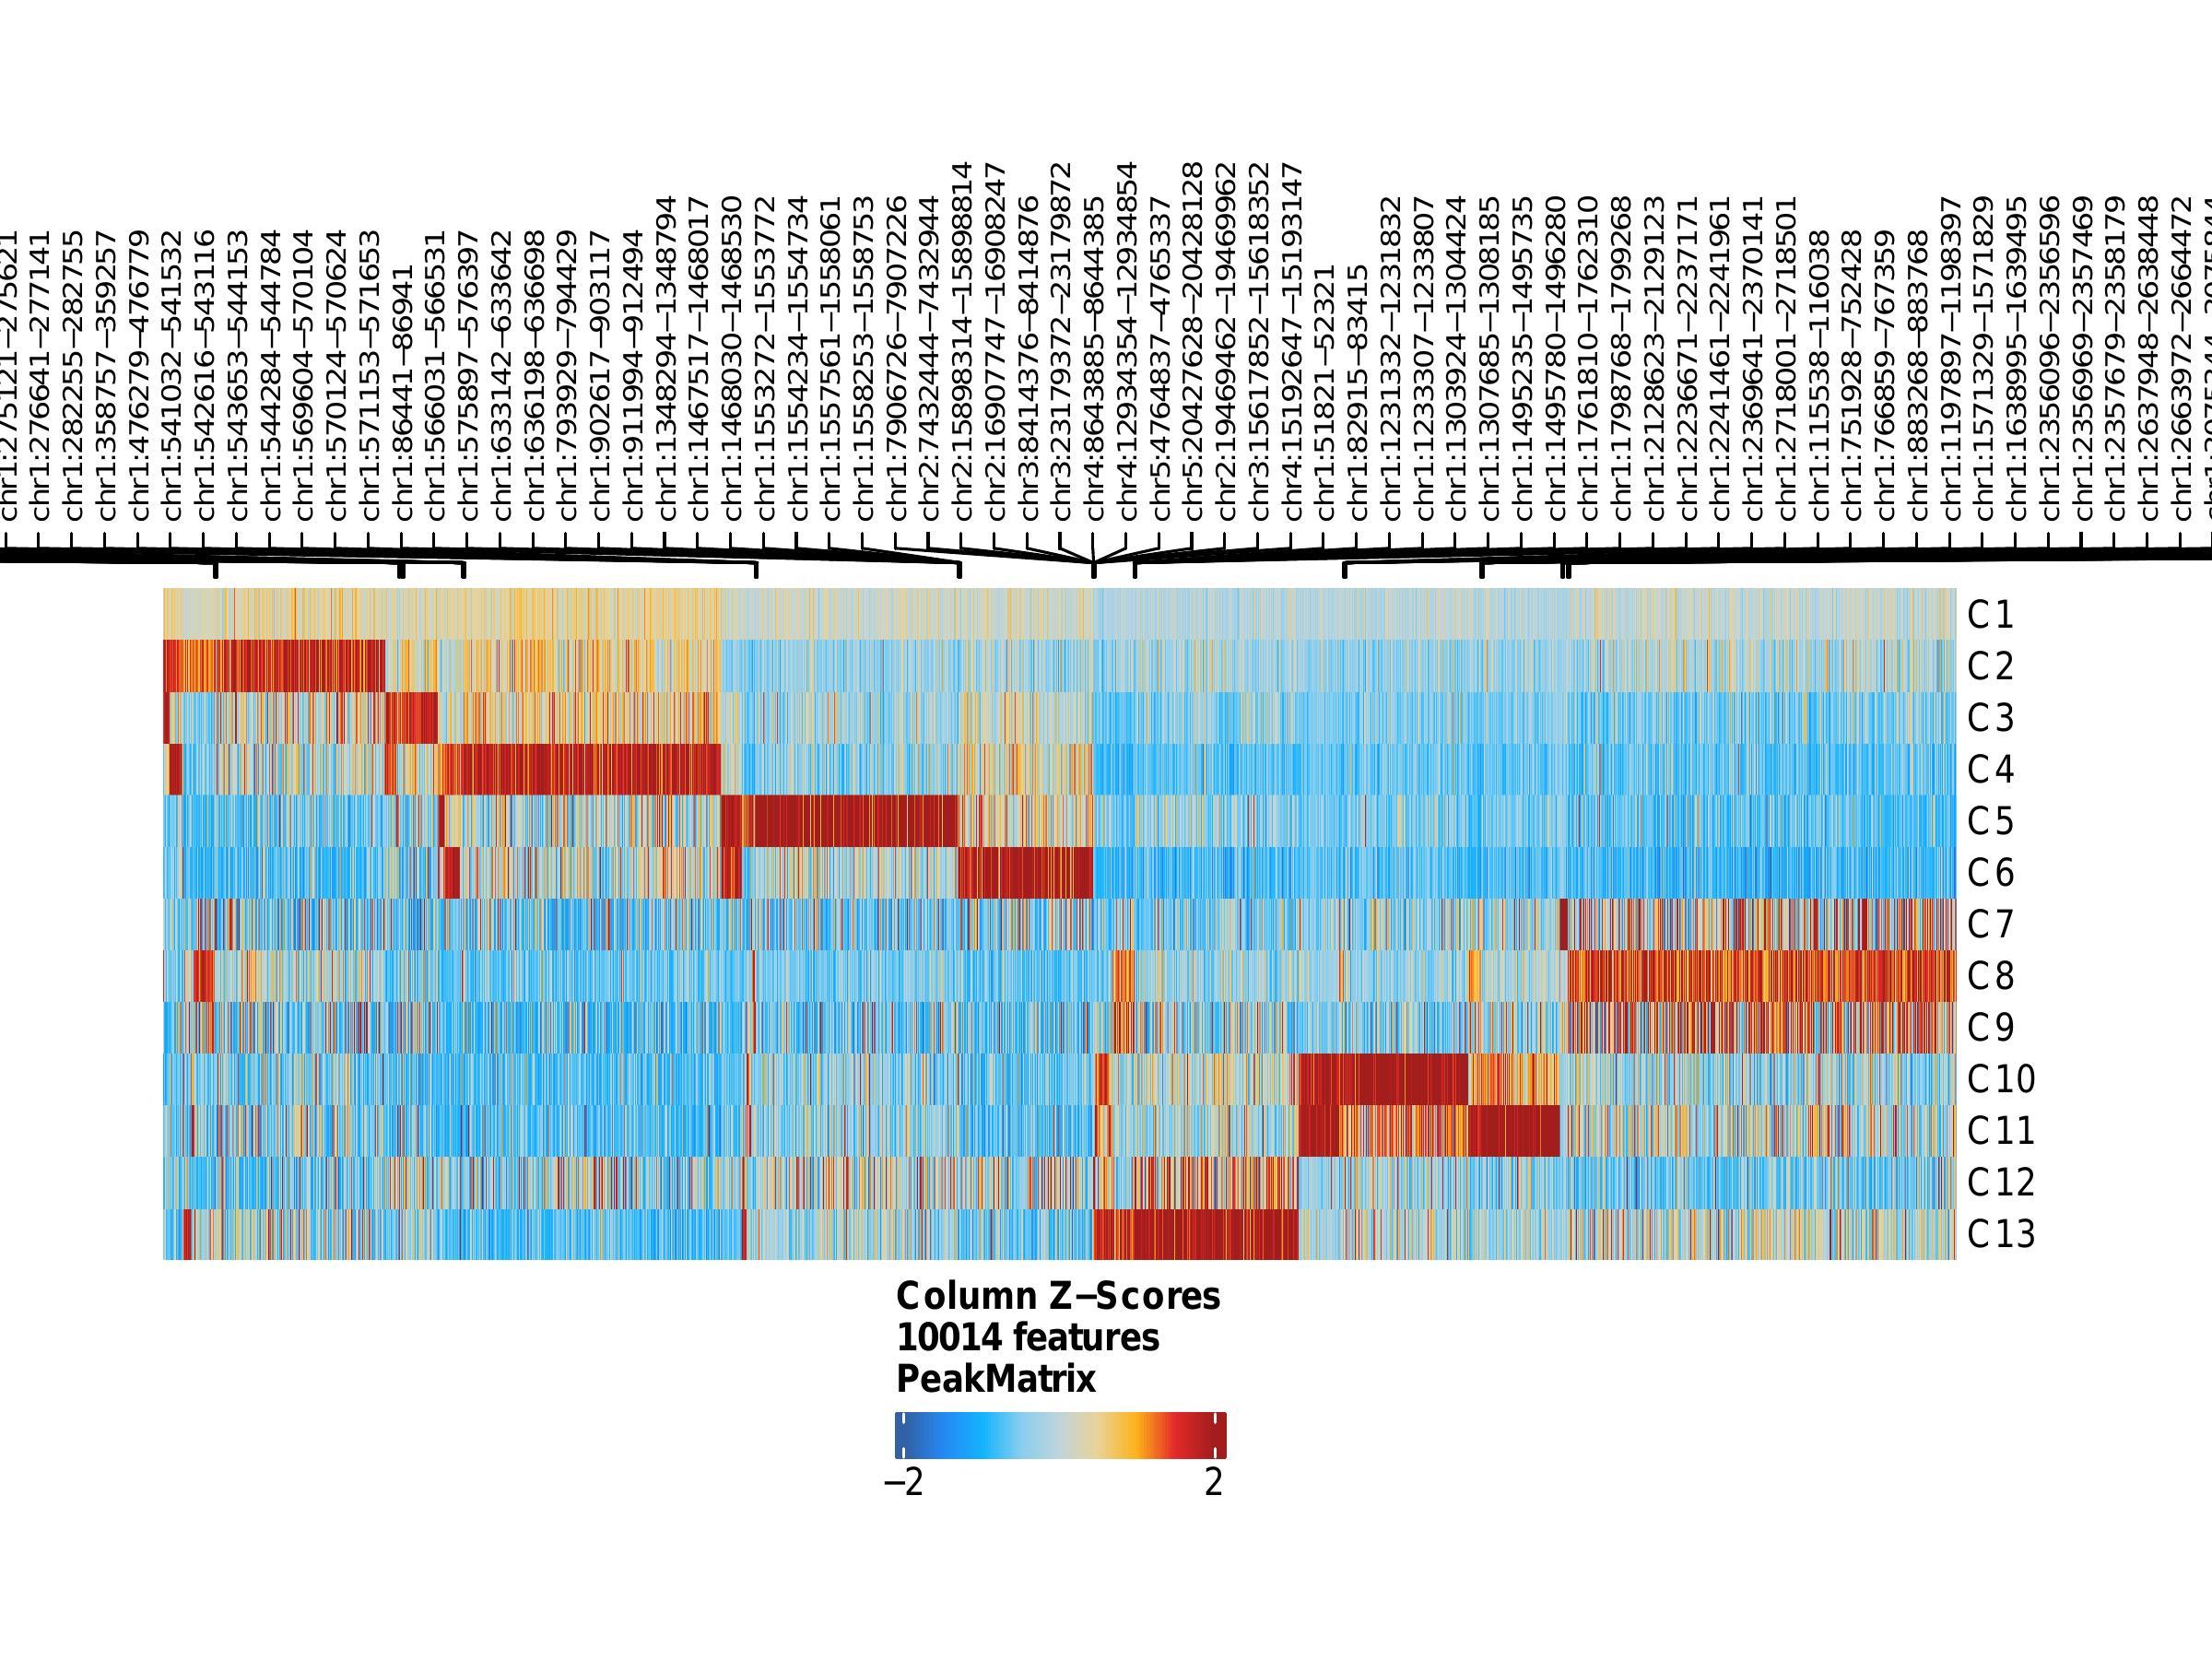 chr1:275121−275621
chr1:276641−277141
chr1:282255−282755
chr1:358757−359257
chr1:476279−476779
chr1:541032−541532
chr1:542616−543116
chr1:543653−544153
chr1:544284−544784
chr1:569604−570104
chr1:570124−570624
chr1:571153−571653
chr1:86441−86941
chr1:566031−566531
chr1:575897−576397
chr1:633142−633642
chr1:636198−636698
chr1:793929−794429
chr1:902617−903117
chr1:911994−912494
chr1:1348294−1348794
chr1:1467517−1468017
chr1:1468030−1468530
chr1:1553272−1553772
chr1:1554234−1554734
chr1:1557561−1558061
chr1:1558253−1558753
chr1:7906726−7907226
chr2:7432444−7432944
chr2:15898314−15898814
chr2:16907747−16908247
chr3:8414376−8414876
chr3:23179372−23179872
chr4:8643885−8644385
chr4:12934354−12934854
chr5:4764837−4765337
chr5:20427628−20428128
chr2:19469462−19469962
chr3:15617852−15618352
chr4:15192647−15193147
chr1:51821−52321
chr1:82915−83415
chr1:1231332−1231832
chr1:1233307−1233807
chr1:1303924−1304424
chr1:1307685−1308185
chr1:1495235−1495735
chr1:1495780−1496280
chr1:1761810−1762310
chr1:1798768−1799268
chr1:2128623−2129123
chr1:2236671−2237171
chr1:2241461−2241961
chr1:2369641−2370141
chr1:2718001−2718501
chr1:115538−116038
chr1:751928−752428
chr1:766859−767359
chr1:883268−883768
chr1:1197897−1198397
chr1:1571329−1571829
chr1:1638995−1639495
chr1:2356096−2356596
chr1:2356969−2357469
chr1:2357679−2358179
chr1:2637948−2638448
chr1:2663972−2664472
C1
C2
C3
C4
C5
C6
C7
C8
C9
C10
C11
C12
C13
Column Z−Scores
10014 features
PeakMatrix
−2 2